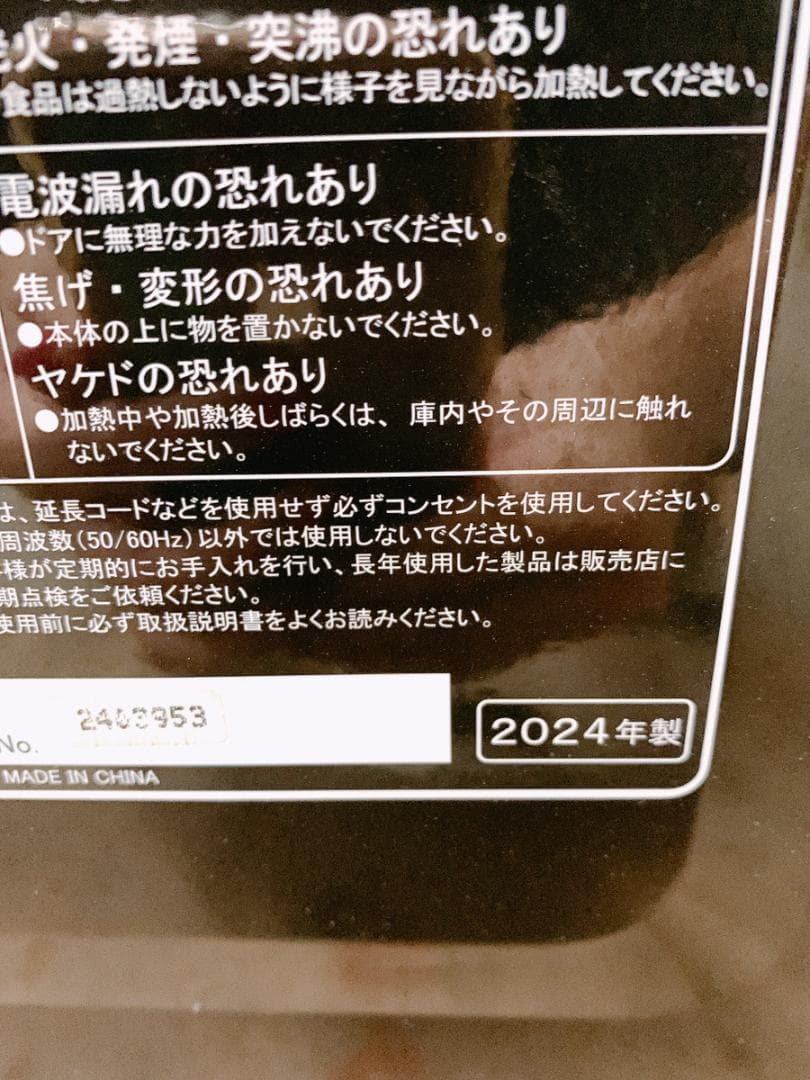 火・発煙・突沸の恐れあり
食品は過熱しないように様子を見ながら加熱してください。
電波漏れの恐れあり
●ドアに無理な力を加えないでください。
焦げ・変形の恐れあり
●本体の上に物を置かないでください。
ヤケドの恐れあり
●加熱中や加熱後しばらくは、庫内やその周辺に触れ
ないでください。
は、延長コードなどを使用せず必ずコンセントを使用してください。
周波数(50/60Hz)以外では使用しないでください。
様が定期的にお手入れを行い、長年使用した製品は販売店に
期点検をご依頼ください。
使用前に必ず取扱説明書をよくお読みください。
No. 2403953
2024年製
MADE IN CHINA